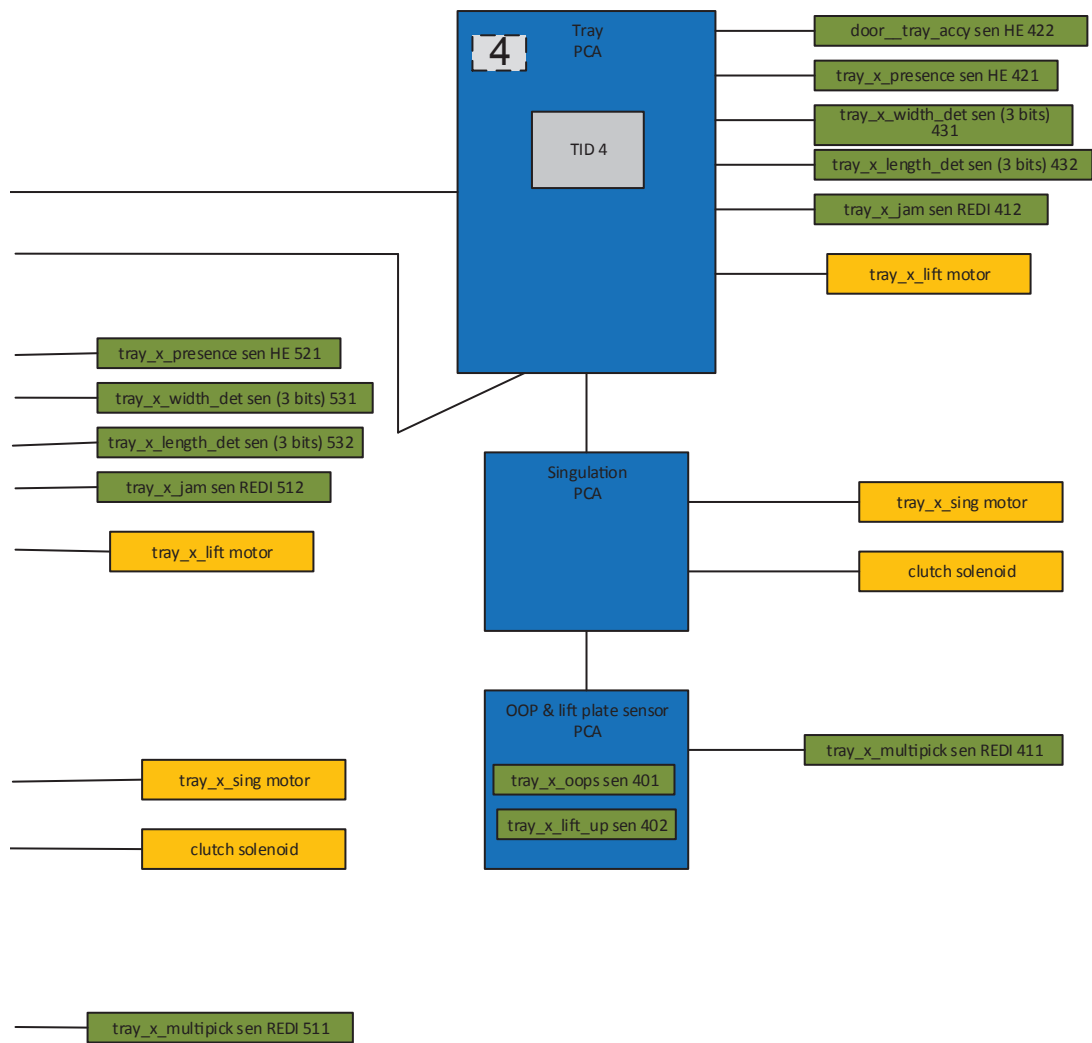 Tray
PCA
4
TID 4
door__tray_accy sen HE 422
tray_x_presence sen HE 421
tray_x_width_det sen (3 bits)
431
tray_x_length_det sen (3 bits) 432
tray_x_jam sen REDI 412
tray_x_lift motor
tray_x_presence sen HE 521
tray_x_width_det sen (3 bits) 531
tray_x_length_det sen (3 bits) 532
tray_x_jam sen REDI 512
tray_x_lift motor
Singulation
PCA
tray_x_sing motor
clutch solenoid
OOP & lift plate sensor
PCA
tray_x_oops sen 401
tray_x_lift_up sen 402
tray_x_multipick sen REDI 411
tray_x_sing motor
clutch solenoid
tray_x_multipick sen REDI 511